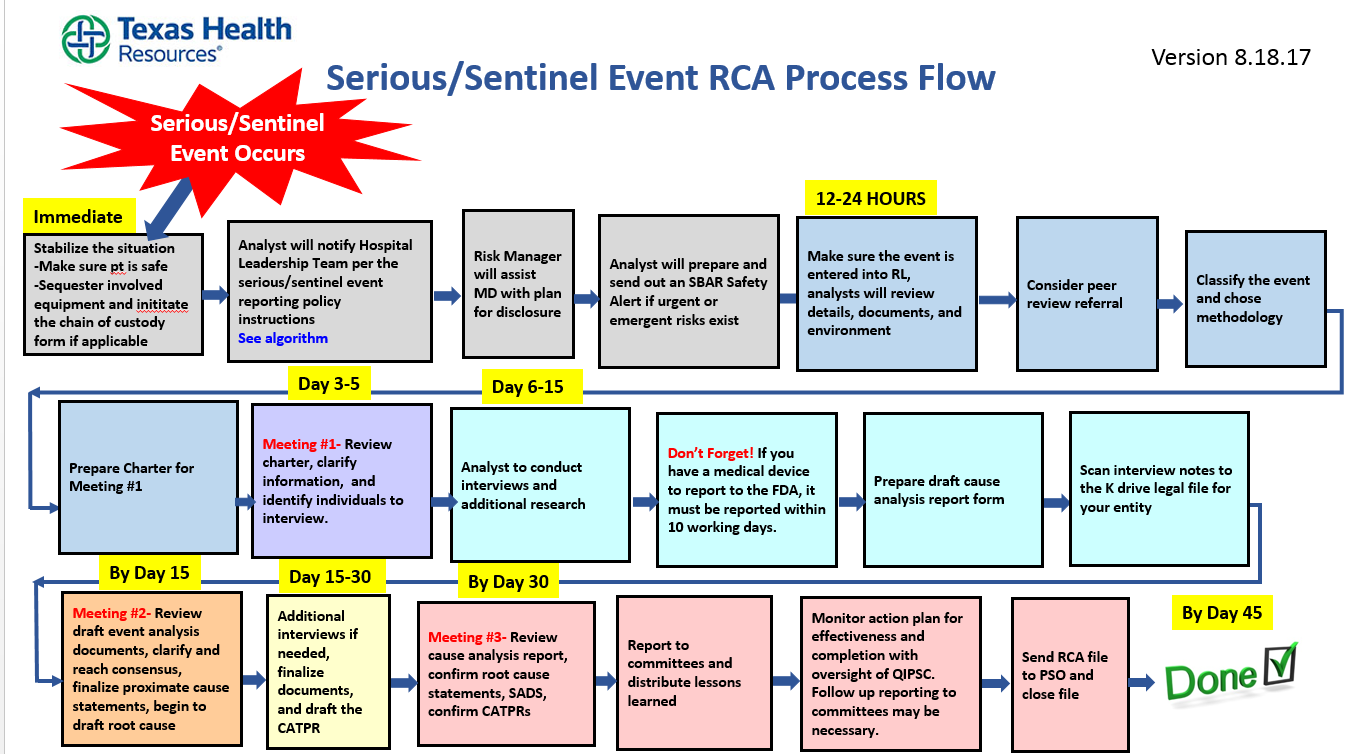 Texas Health
Resources®
Version 8.18.17
Serious/Sentinel Event RCA Process Flow
Serious/Sentinel
Event Occurs
Immediate
Stabilize the situation
-Make sure pt is safe
-Sequester involved
equipment and inititate
the chain of custody
form if applicable
Analyst will notify Hospital
Leadership Team per the
serious/sentinel event
reporting policy
instructions
See algorithm
Risk Manager
will assist
MD with plan
for disclosure
Analyst will prepare and
send out an SBAR Safety
Alert if urgent or
emergent risks exist
12-24 HOURS
Make sure the event is
entered into RL,
analysts will review
details, documents, and
environment
Consider peer
review referral
Classify the event
and chose
methodology
Prepare Charter for
Meeting #1
Day 3-5
Meeting #1- Review
charter, clarify
information, and
identify individuals to
interview.
Day 6-15
Analyst to conduct
interviews and
additional research
Don't Forget! If you
have a medical device
to report to the FDA, it
must be reported within
10 working days.
Prepare draft cause
analysis report form
Scan interview notes to
the K drive legal file for
your entity
By Day 15
Meeting #2- Review
draft event analysis
documents, clarify and
reach consensus,
finalize proximate cause
statements, begin to
draft root cause
Day 15-30
Additional
interviews if
needed,
finalize
documents,
and draft the
CATPR
By Day 30
Meeting #3- Review
cause analysis report,
confirm root cause
statements, SADS,
confirm CATPRs
Report to
committees and
distribute lessons
learned
Monitor action plan for
effectiveness and
completion with
oversight of QIPSC.
Follow up reporting to
committees may be
necessary.
Send RCA file
to PSO and
close file
By Day 45
Done